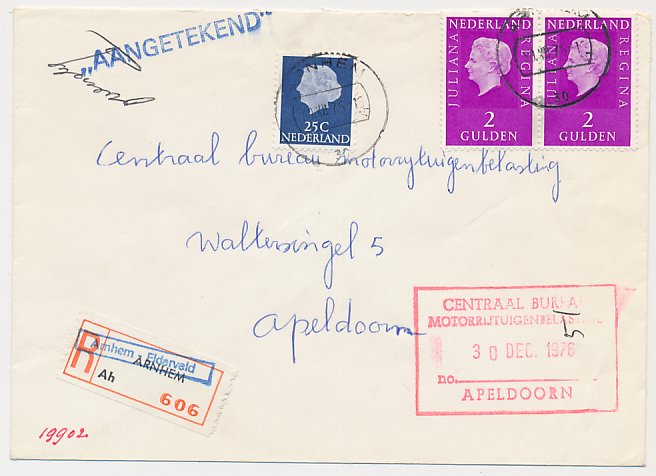 „AANGETEKEND"
25C
NEDERLAND
NEDERLAND
JULIANA
REGINA
2
GULDEN
NEDERLAND
JULIANA
REGINA
2
GULDEN
ARNHEM
Centraal bureau motorrijtuigenbelasting
Waltersingel 5
Apeldoorn
CENTRAAL BUREAU
MOTORRIJTUIGENBELASTING
30 DEC. 1976
no.
APELDOORN
R
Arnhem - Elderveld
ARNHEM
Ah
606
19902